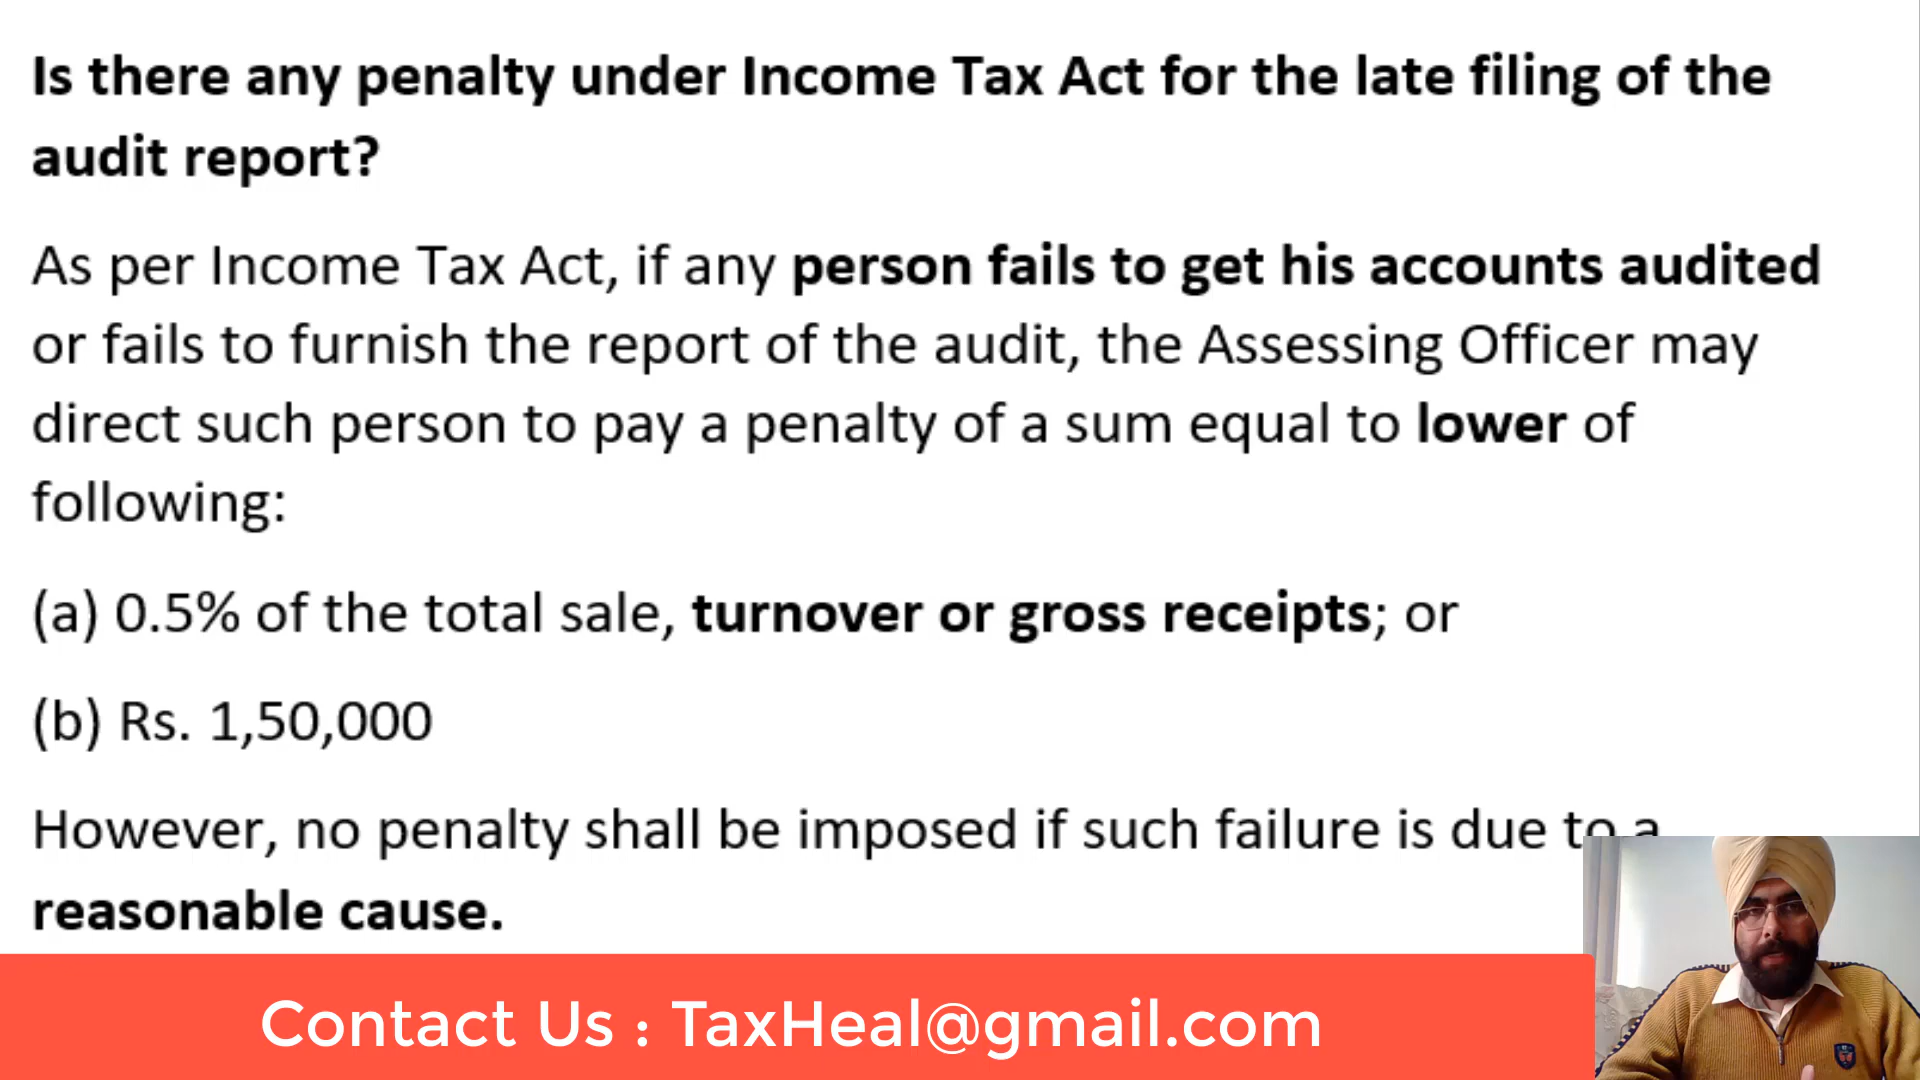 Is there any penalty under Income Tax Act for the late filing of the
audit report?
As per Income Tax Act, if any person fails to get his accounts audited
or fails to furnish the report of the audit, the Assessing Officer may
direct such person to pay a penalty of a sum equal to lower of
following:
(a) 0.5% of the total sale, turnover or gross receipts; or
(b) Rs. 1,50,000
However, no penalty shall be imposed if such failure is due to a
reasonable cause.
Contact Us : TaxHeal@gmail.com